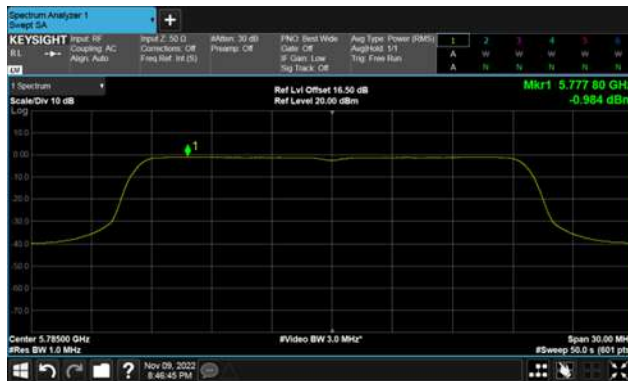 Spectrum Analyzer 1
Swept SA
+
KEYSIGHT
Input: RF
Coupling: AC
Align: Auto
Input Z: 50 Ω
Corrections: Off
Freq Ref: Int (S)
#Atten: 30 dB
Preamp: Off
PNO: Best Wide
Gate: Off
IF Gain: Low
Sig Track: Off
Avg Type: Power (RMS)
Avg|Hold: 1/1
Trig: Free Run
1 2 3 4 5 6
A W W W W W
A N N N N N
RL
LM
1 Spectrum
Scale/Div 10 dB
Ref Lvl Offset 16.50 dB
Ref Level 20.00 dBm
Mkr1 5.777 80 GHz
-0.984 dBm
Log
10.0
0.00
-10.0
-20.0
-30.0
-40.0
-50.0
-60.0
-70.0
1
Center 5.78500 GHz
#Res BW 1.0 MHz
#Video BW 3.0 MHz*
Span 30.00 MH
#Sweep 50.0 s (601 pts
?
Nov 09, 2022
8:46:45 PM